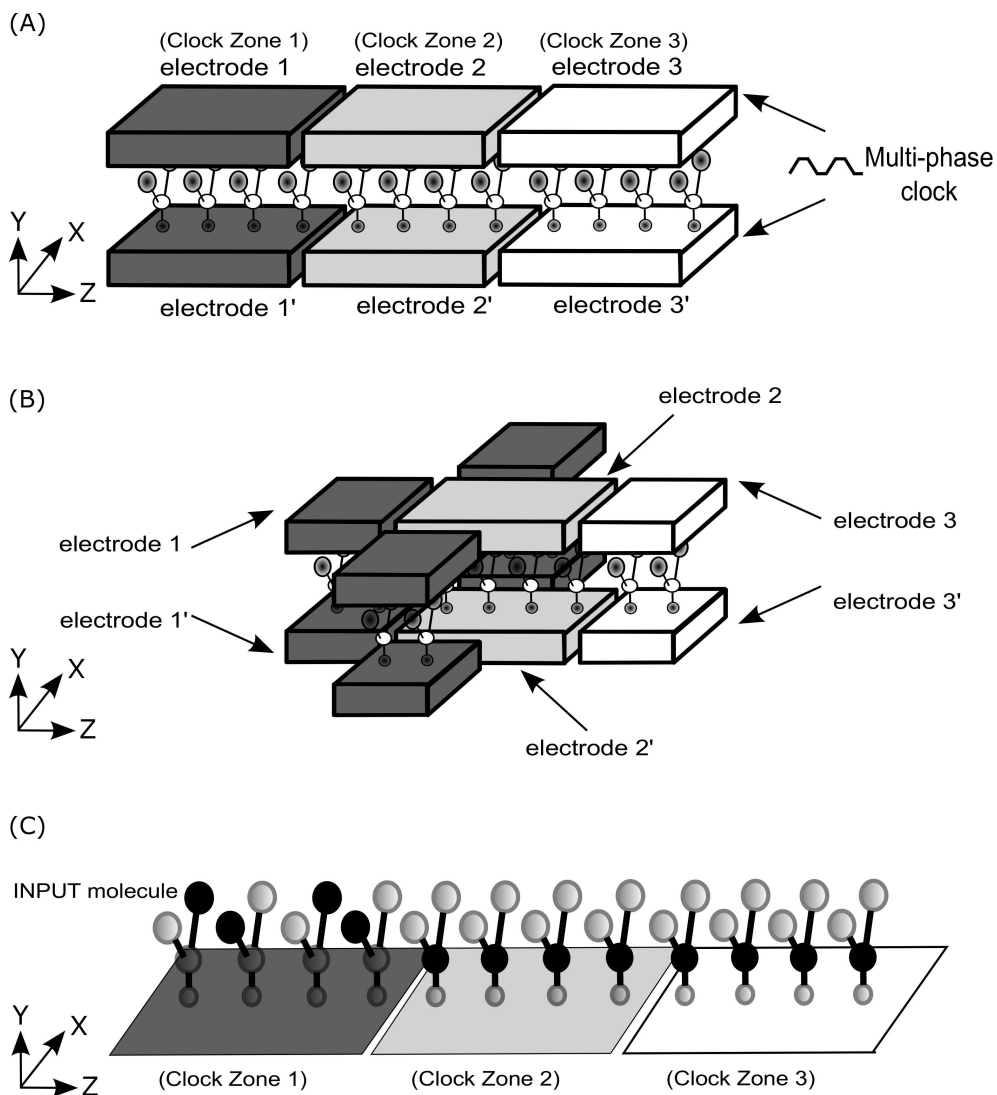 (A)
(Clock Zone 1) (Clock Zone 2) (Clock Zone 3)
electrode 1 electrode 2 electrode 3
Multi-phase
clock
Y
X
Z
electrode 1' electrode 2' electrode 3'
(B)
electrode 2
electrode 1
electrode 3
electrode 1'
electrode 3'
Y
X
Z
electrode 2'
(C)
INPUT molecule
Y
X
Z
(Clock Zone 1) (Clock Zone 2) (Clock Zone 3)